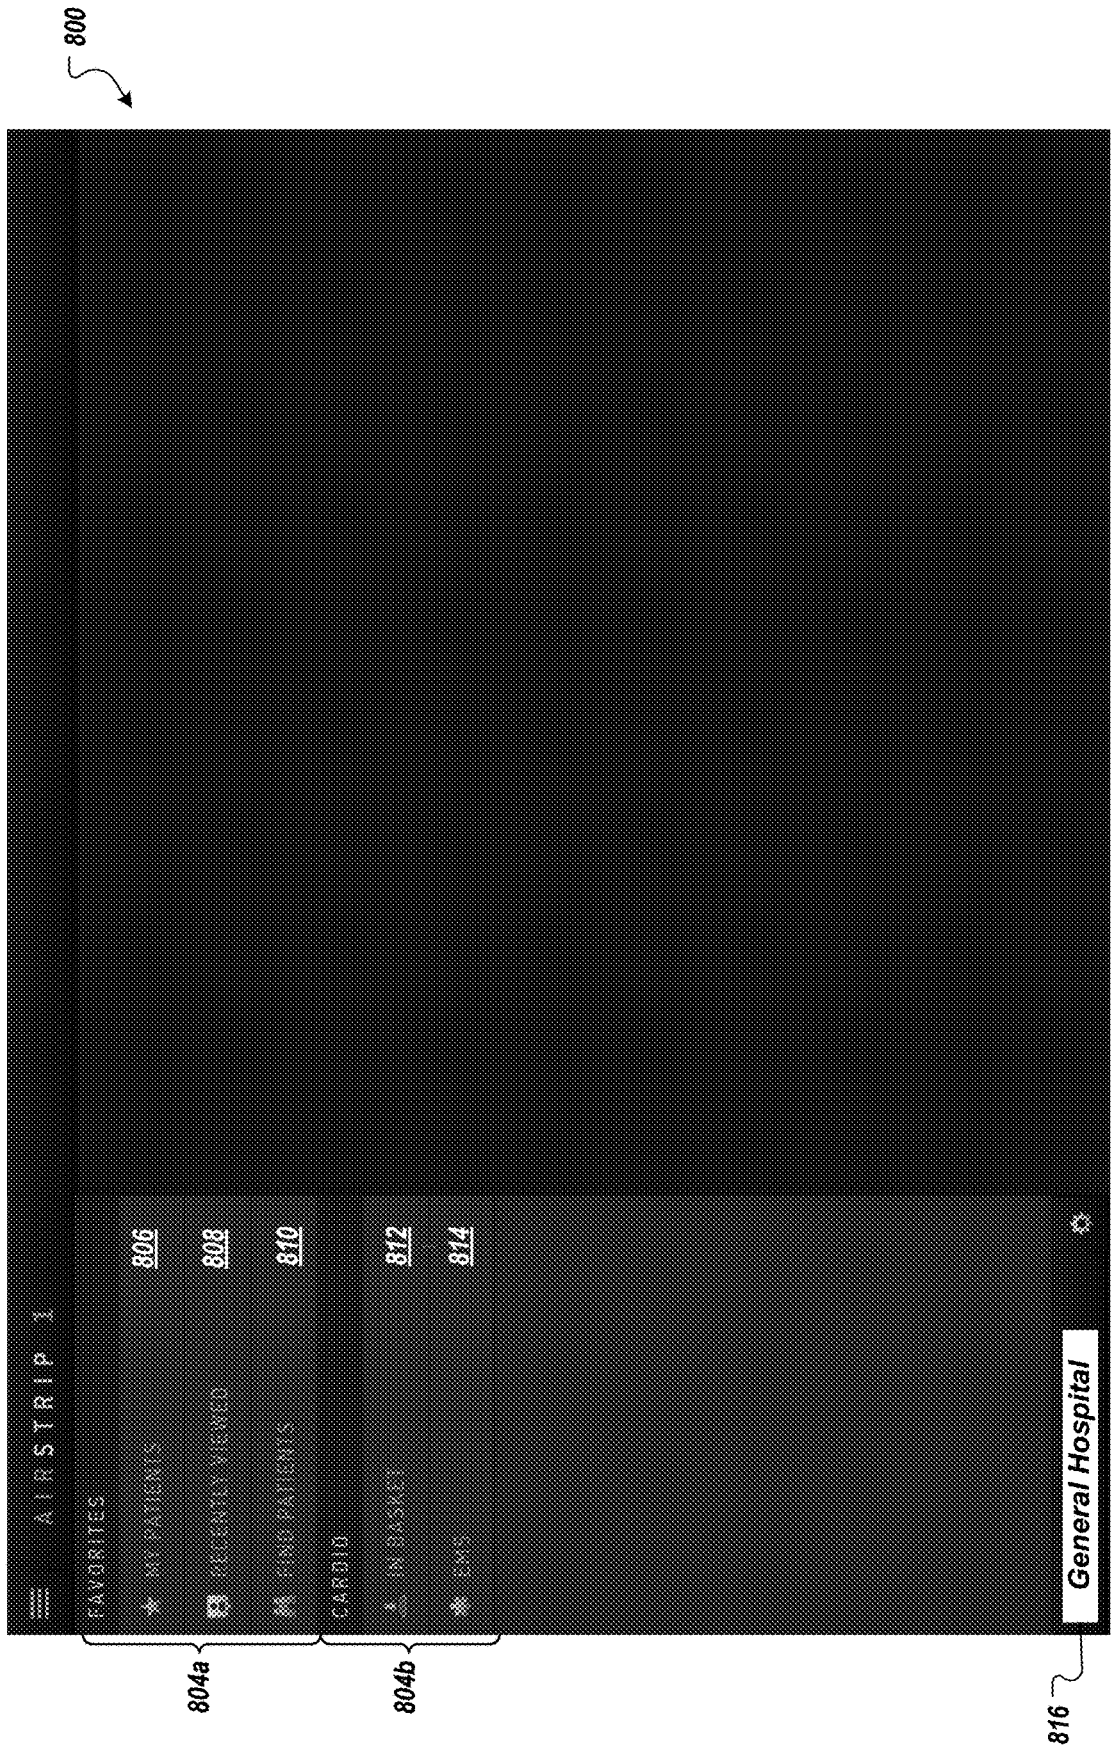 800
AIRSTRIP 1
804a
FAVORITES
MY PATIENTS 806
RECENTLY VIEWED 808
FIND PATIENTS 810
804b
CARDIO
IN BASKET 812
EMS 814
816
General Hospital